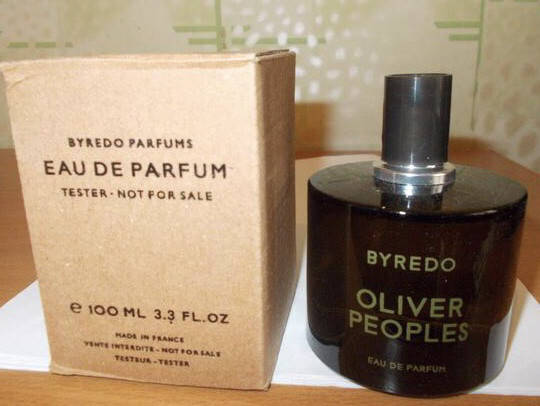 BYREDO PARFUMS
EAU DE PARFUM
TESTER · NOT FOR SALE
e 100 ML 3.3 FL.OZ
MADE IN FRANCE
VENTE INTERDITE - NOT FOR SALE
TESTEUR - TESTER
BYREDO
OLIVER
PEOPLES
EAU DE PARFUM